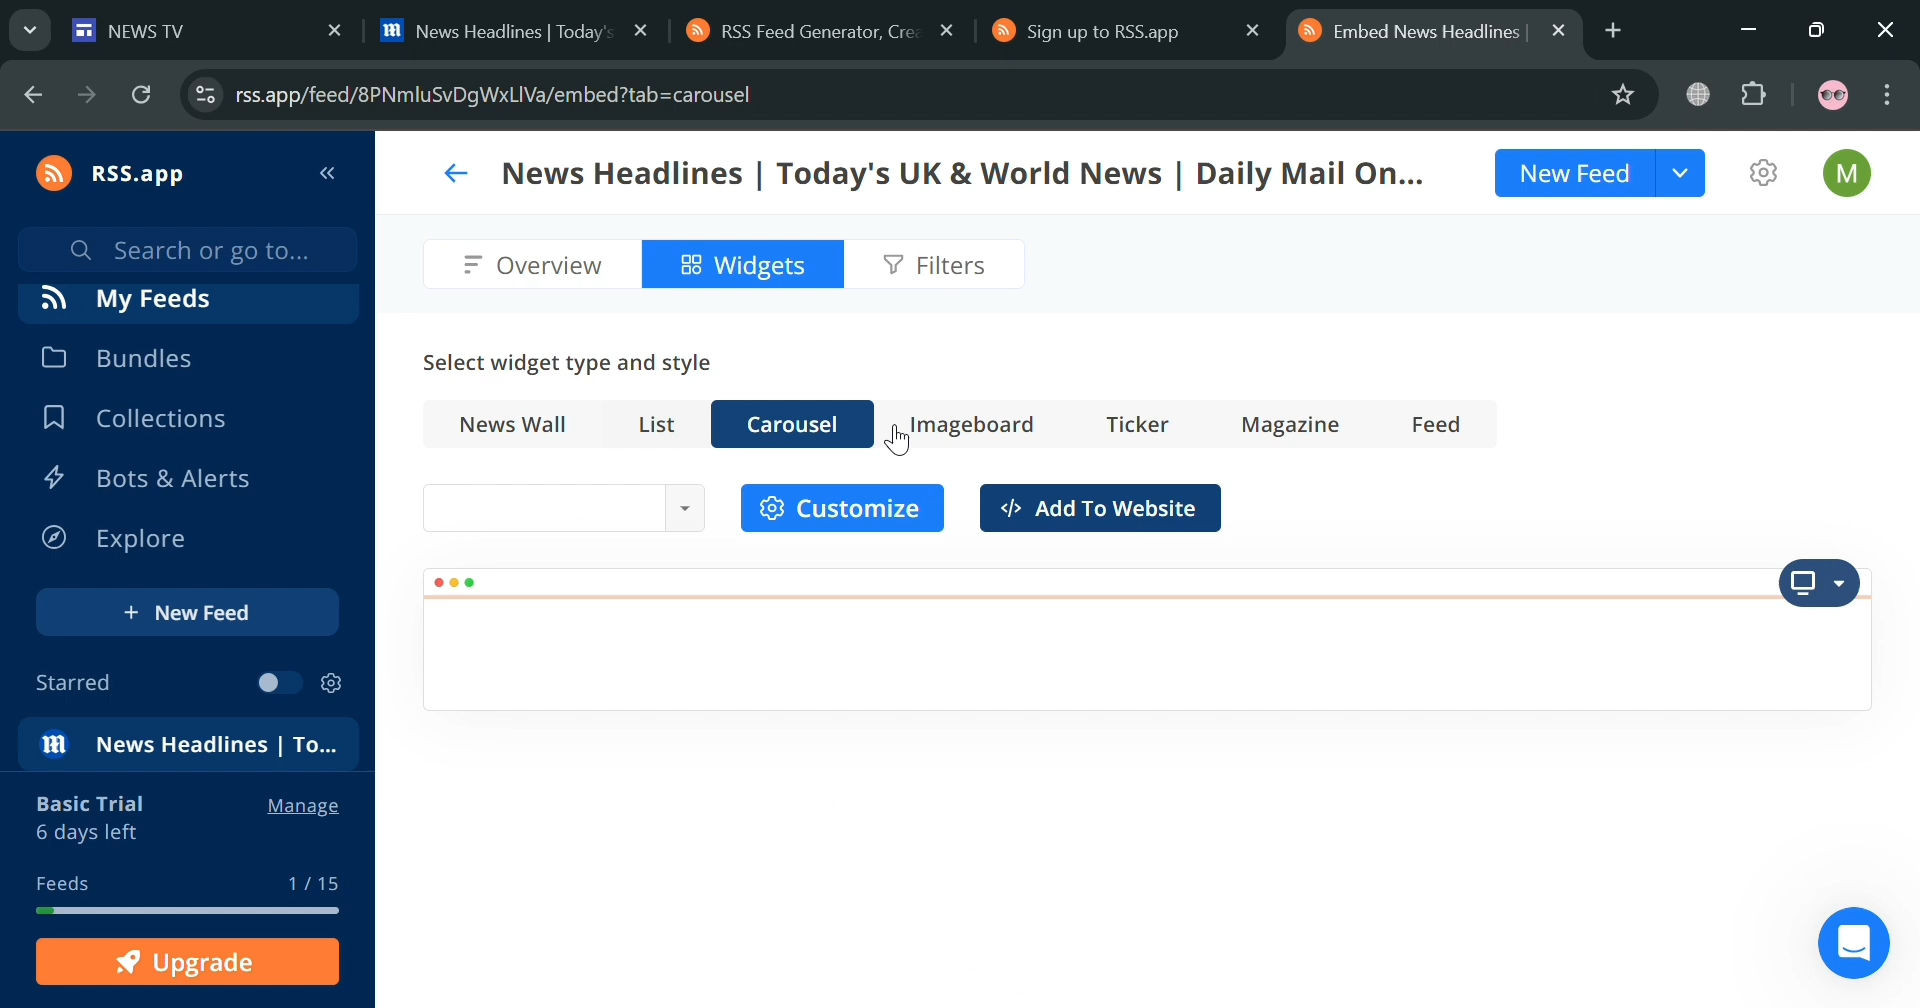 NEWS TV
News Headlines | Today's
RSS Feed Generator, Crea
Sign up to RSS.app
Embed News Headlines |
rss.app/feed/8PNmluSvDgWxLlVa/embed?tab=carousel
RSS.app
News Headlines | Today's UK & World News | Daily Mail On...
New Feed
M
Search or go to...
My Feeds
Bundles
Collections
Bots & Alerts
Explore
+ New Feed
Starred
News Headlines | To...
Basic Trial
Manage
6 days left
Feeds
1 / 15
Upgrade
Overview
Widgets
Filters
Select widget type and style
News Wall
List
Carousel
Imageboard
Ticker
Magazine
Feed
Customize
</> Add To Website